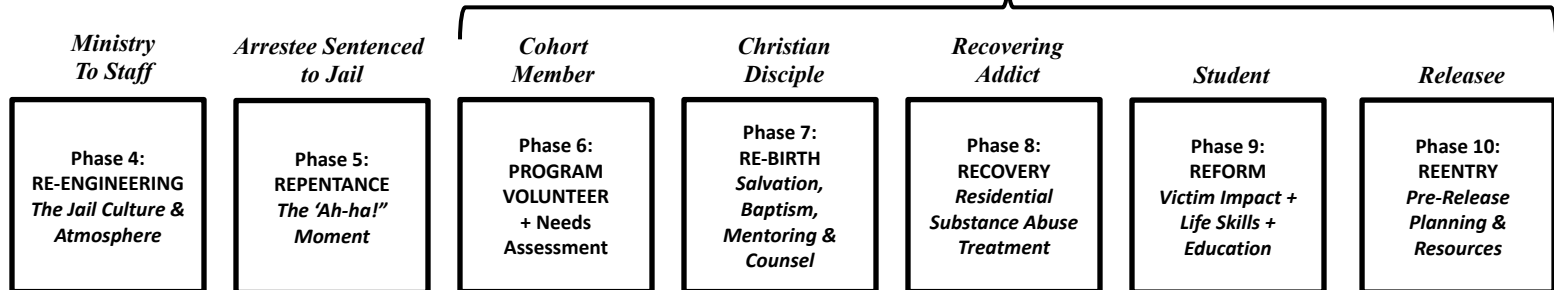 Ministry
To Staff
Arrestee Sentenced
to Jail
Cohort
Member
Christian
Disciple
Recovering
Addict
Student
Releasee
Phase 4:
RE-ENGINEERING
The Jail Culture &
Atmosphere
Phase 5:
REPENTANCE
The ‘Ah-ha!”
Moment
Phase 6:
PROGRAM
VOLUNTEER
+ Needs
Assessment
Phase 7:
RE-BIRTH
Salvation,
Baptism,
Mentoring &
Counsel
Phase 8:
RECOVERY
Residential
Substance Abuse
Treatment
Phase 9:
REFORM
Victim Impact +
Life Skills +
Education
Phase 10:
REENTRY
Pre-Release
Planning &
Resources